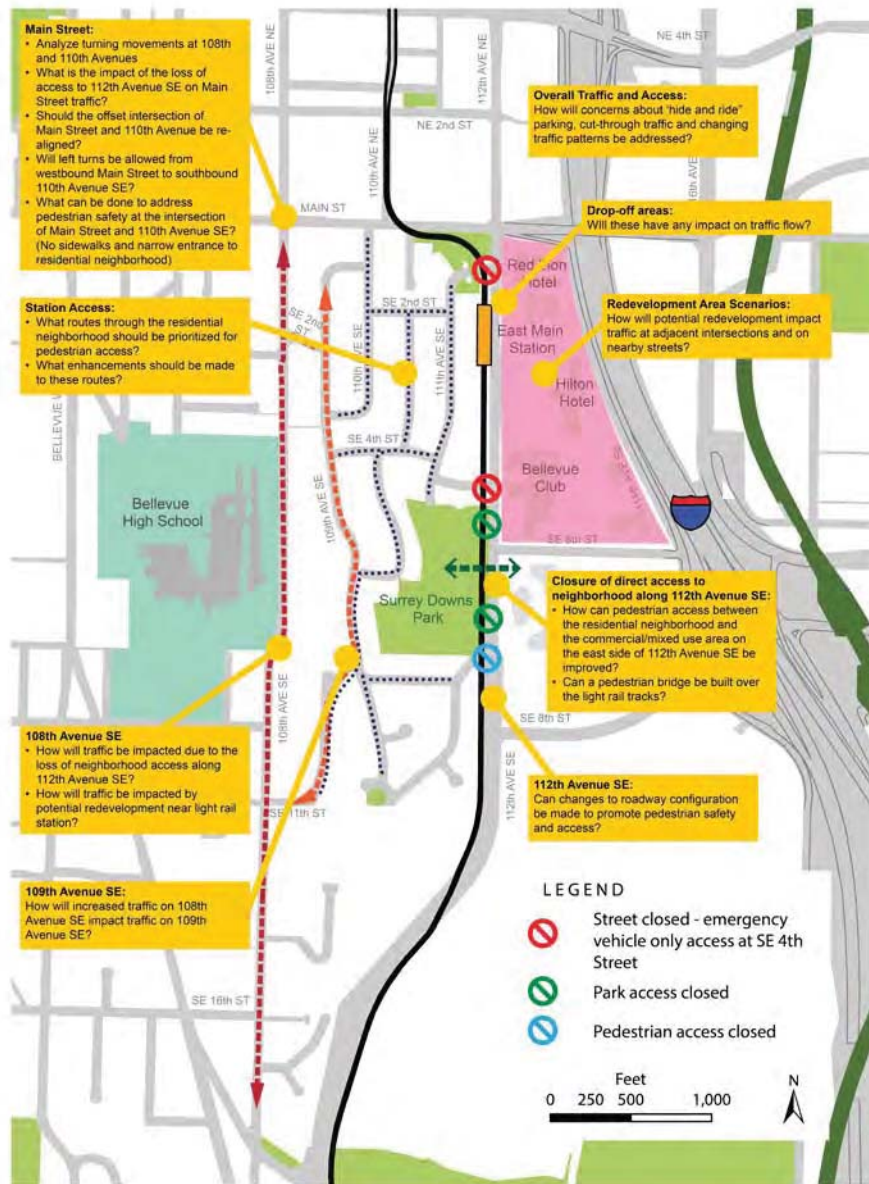 Main Street:
• Analyze turning movements at 108th
and 110th Avenues
• What is the impact of the loss of
access to 112th Avenue SE on Main
Street traffic?
• Should the offset intersection of
Main Street and 110th Avenue be re-
aligned?
• Will left turns be allowed from
westbound Main Street to southbound
110th Avenue SE?
• What can be done to address
pedestrian safety at the intersection
of Main Street and 110th Avenue SE?
(No sidewalks and narrow entrance to
residential neighborhood)
108th AVE NE
110th AVE NE
112th AVE NE
NE 4th ST
NE 2nd ST
MAIN ST
Overall Traffic and Access:
How will concerns about 'hide and ride"
parking, cut-through traffic and changing
traffic patterns be addressed?
Drop-off areas:
Will these have any impact on traffic flow?
Redevelopment Area Scenarios:
How will potential redevelopment impact
traffic at adjacent intersections and on
nearby streets?
Station Access:
• What routes through the residential
neighborhood should be prioritized for
pedestrian access?
• What enhancements should be made
to these routes?
Red Lion
Hotel
East Main
Station
Hilton
Hotel
Bellevue
Club
SE 2nd ST
SE 2nd
ST
110th AVE SE
111th AVE SE
SE 4th ST
109th AVE SE
BELLEVUE
Bellevue
High School
SE 6th ST
Surrey Downs
Park
Closure of direct access to
neighborhood along 112th Avenue SE:
• How can pedestrian access between
the residential neighborhood and
the commercial/mixed use area on
the east side of 112th Avenue SE be
improved?
• Can a pedestrian bridge be built over
the light rail tracks?
108th AVE SE
SE 8th ST
112th AVE SE
SE 11th ST
108th Avenue SE
• How will traffic be impacted due to the
loss of neighborhood access along
112th Avenue SE?
• How will traffic be impacted by
potential redevelopment near light rail
station?
112th Avenue SE:
Can changes to roadway configuration
be made to promote pedestrian safety
and access?
109th Avenue SE:
How will increased traffic on 108th
Avenue SE impact traffic on 109th
Avenue SE?
SE 16th ST
LEGEND
Street closed - emergency
vehicle only access at SE 4th
Street
Park access closed
Pedestrian access closed
Feet
0 250 500 1,000
N